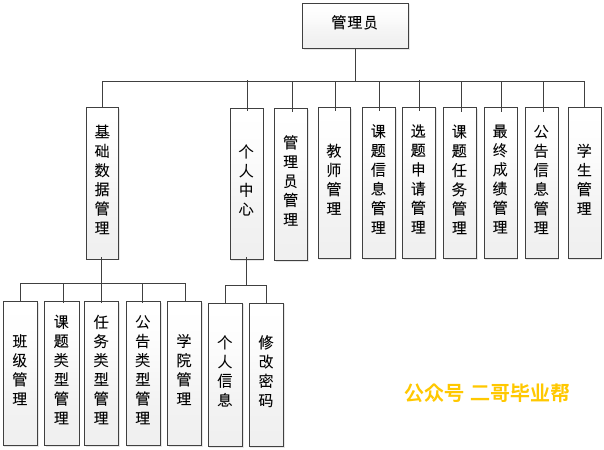 管理员
基础数据管理
个人中心
管理员管理
教师管理
课题信息管理
选题申请管理
课题任务管理
最终成绩管理
公告信息管理
学生管理
班级管理
课题类型管理
任务类型管理
公告类型管理
学院管理
个人信息
修改密码
公众号 二哥毕业帮